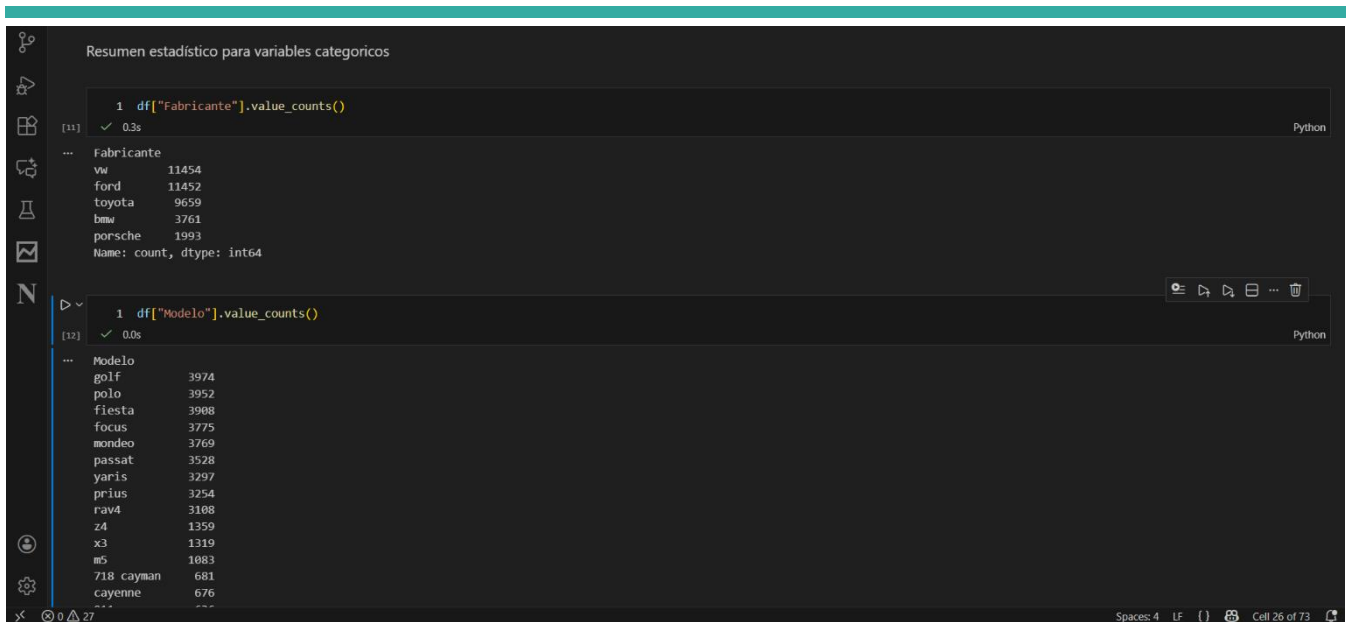 Resumen estadístico para variables categoricos
1 df["Fabricante"].value_counts()
[11] 0.3s Python
... Fabricante
vw 11454
ford 11452
toyota 9659
bmw 3761
porsche 1993
Name: count, dtype: int64
1 df["Modelo"].value_counts()
[12] 0.0s Python
... Modelo
golf 3974
polo 3952
fiesta 3908
focus 3775
mondeo 3769
passat 3528
yaris 3297
prius 3254
rav4 3108
z4 1359
x3 1319
m5 1083
718 cayman 681
cayenne 676
0 27 Spaces: 4 LF {} Cell 26 of 73